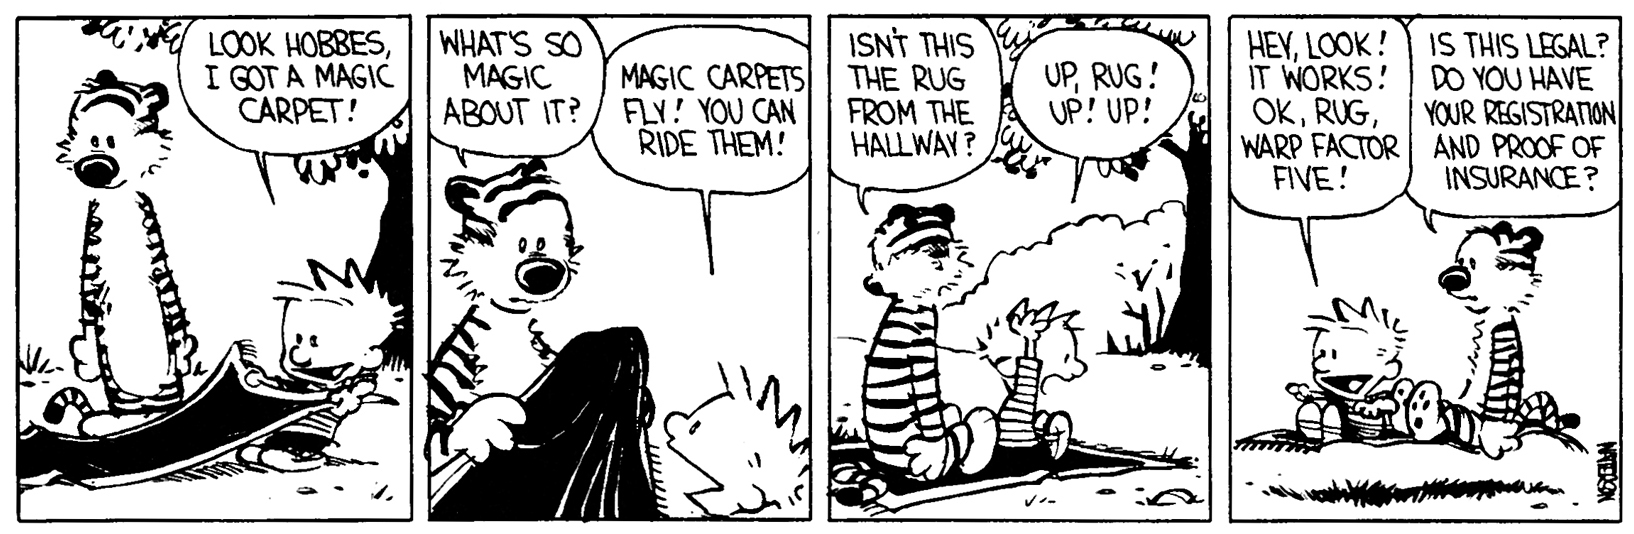 LOOK HOBBES,
I GOT A MAGIC
CARPET!
WHAT'S SO
MAGIC
ABOUT IT?
MAGIC CARPETS
FLY! YOU CAN
RIDE THEM!
ISN'T THIS
THE RUG
FROM THE
HALLWAY?
UP, RUG!
UP! UP!
HEY, LOOK!
IT WORKS!
OK, RUG,
WARP FACTOR
FIVE!
IS THIS LEGAL?
DO YOU HAVE
YOUR REGISTRATION
AND PROOF OF
INSURANCE?
WATTERSON